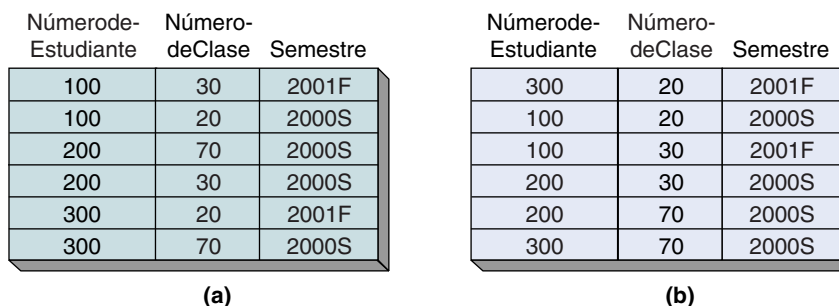 Númerode- Número-
Estudiante deClase Semestre
100 30 2001F
100 20 2000S
200 70 2000S
200 30 2000S
300 20 2001F
300 70 2000S
(a)
Númerode- Número-
Estudiante deClase Semestre
300 20 2001F
100 20 2000S
100 30 2001F
200 30 2000S
200 70 2000S
300 70 2000S
(b)